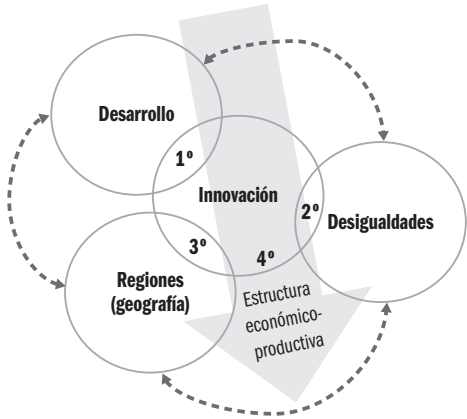 Desarrollo
1º
Innovación
2º
Desigualdades
3º
4º
Regiones
(geografía)
Estructura
económico-
productiva